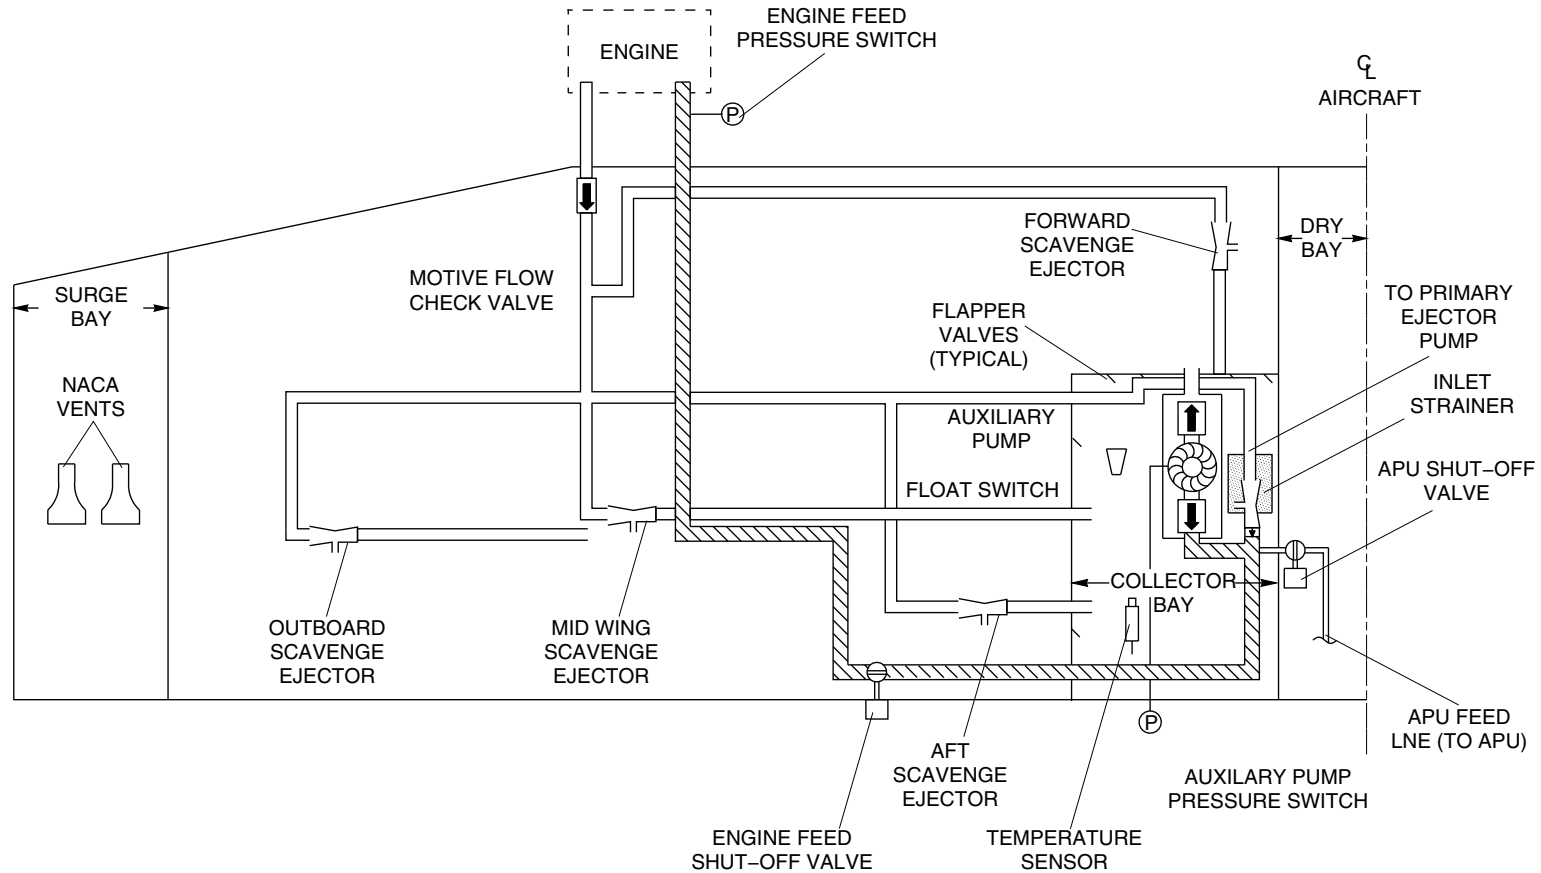 ENGINE FEED
PRESSURE SWITCH
ENGINE
P
℄
AIRCRAFT
FORWARD
SCAVENGE
EJECTOR
DRY
BAY
MOTIVE FLOW
CHECK VALVE
SURGE
BAY
TO PRIMARY
EJECTOR
PUMP
FLAPPER
VALVES
(TYPICAL)
NACA
VENTS
INLET
STRAINER
AUXILIARY
PUMP
APU SHUT-OFF
VALVE
FLOAT SWITCH
COLLECTOR
BAY
OUTBOARD
SCAVENGE
EJECTOR
MID WING
SCAVENGE
EJECTOR
P
APU FEED
LNE (TO APU)
AFT
SCAVENGE
EJECTOR
AUXILARY PUMP
PRESSURE SWITCH
ENGINE FEED
SHUT-OFF VALVE
TEMPERATURE
SENSOR